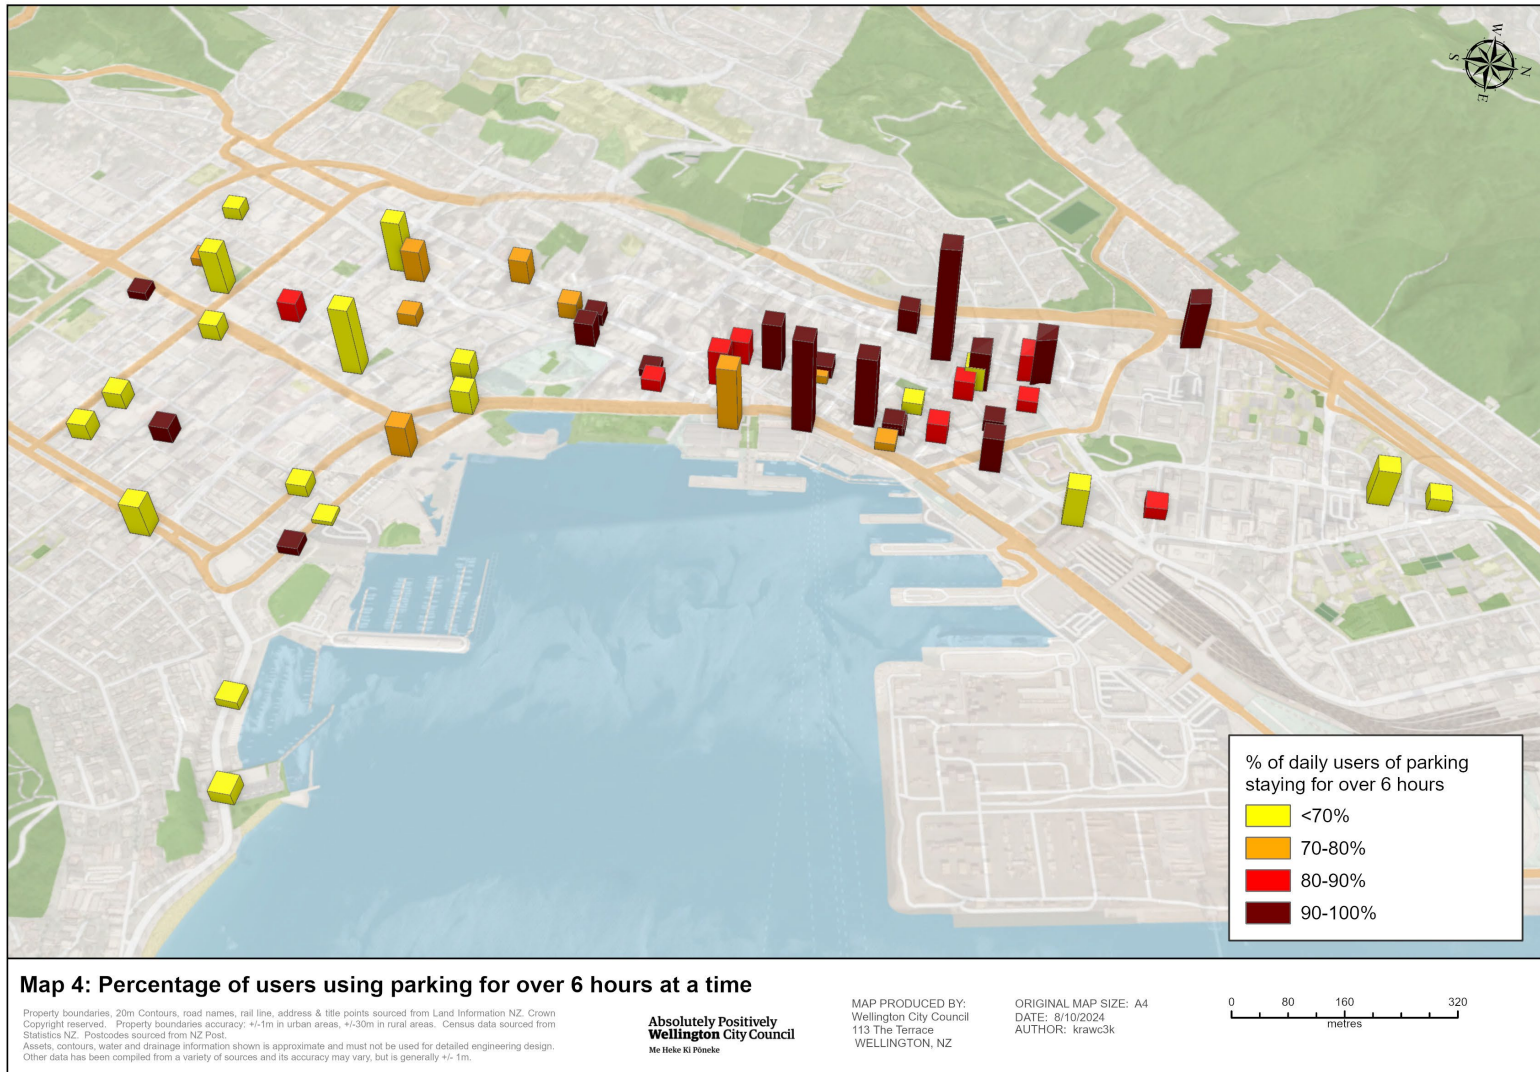 W
S
N
E
% of daily users of parking
staying for over 6 hours
<70%
70-80%
80-90%
90-100%
Map 4: Percentage of users using parking for over 6 hours at a time
Property boundaries, 20m Contours, road names, rail line, address & title points sourced from Land Information NZ. Crown
Copyright reserved. Property boundaries accuracy: +/-1m in urban areas, +/-30m in rural areas. Census data sourced from
Statistics NZ. Postcodes sourced from NZ Post.
Assets, contours, water and drainage information shown is approximate and must not be used for detailed engineering design.
Other data has been compiled from a variety of sources and its accuracy may vary, but is generally +/- 1m.
Absolutely Positively
Wellington City Council
Me Heke Ki Pōneke
MAP PRODUCED BY:
Wellington City Council
113 The Terrace
WELLINGTON, NZ
ORIGINAL MAP SIZE: A4
DATE: 8/10/2024
AUTHOR: krawc3k
0 80 160 320
metres